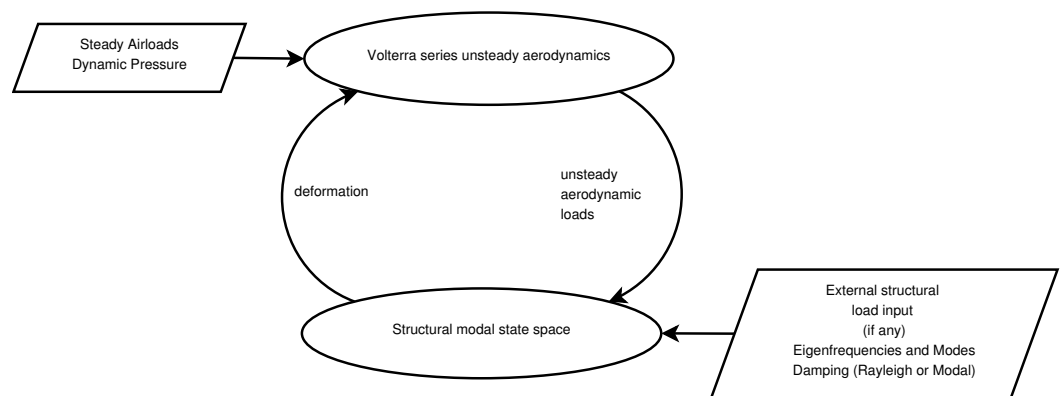 Steady Airloads
Dynamic Pressure
Volterra series unsteady aerodynamics
deformation
unsteady
aerodynamic
loads
Structural modal state space
External structural
load input
(if any)
Eigenfrequencies and Modes
Damping (Rayleigh or Modal)